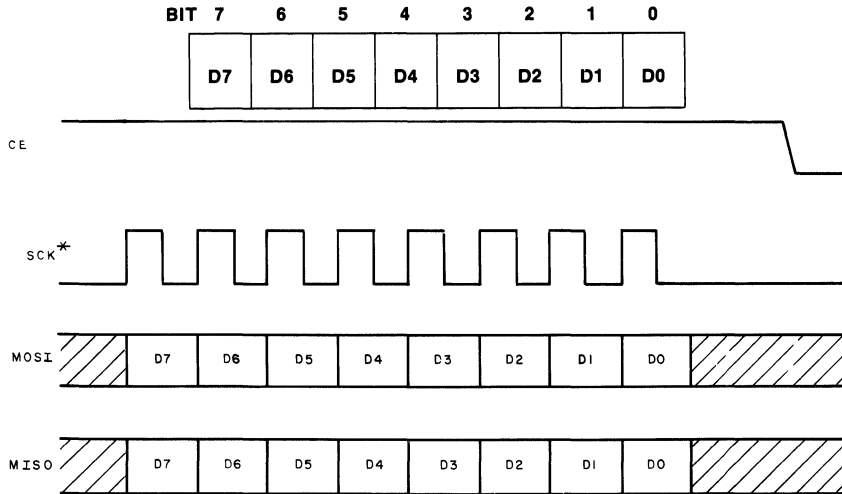 BIT 7 6 5 4 3 2 1 0
D7 D6 D5 D4 D3 D2 D1 D0
CE
SCK*
MOSI D7 D6 D5 D4 D3 D2 D1 D0
MISO D7 D6 D5 D4 D3 D2 D1 D0